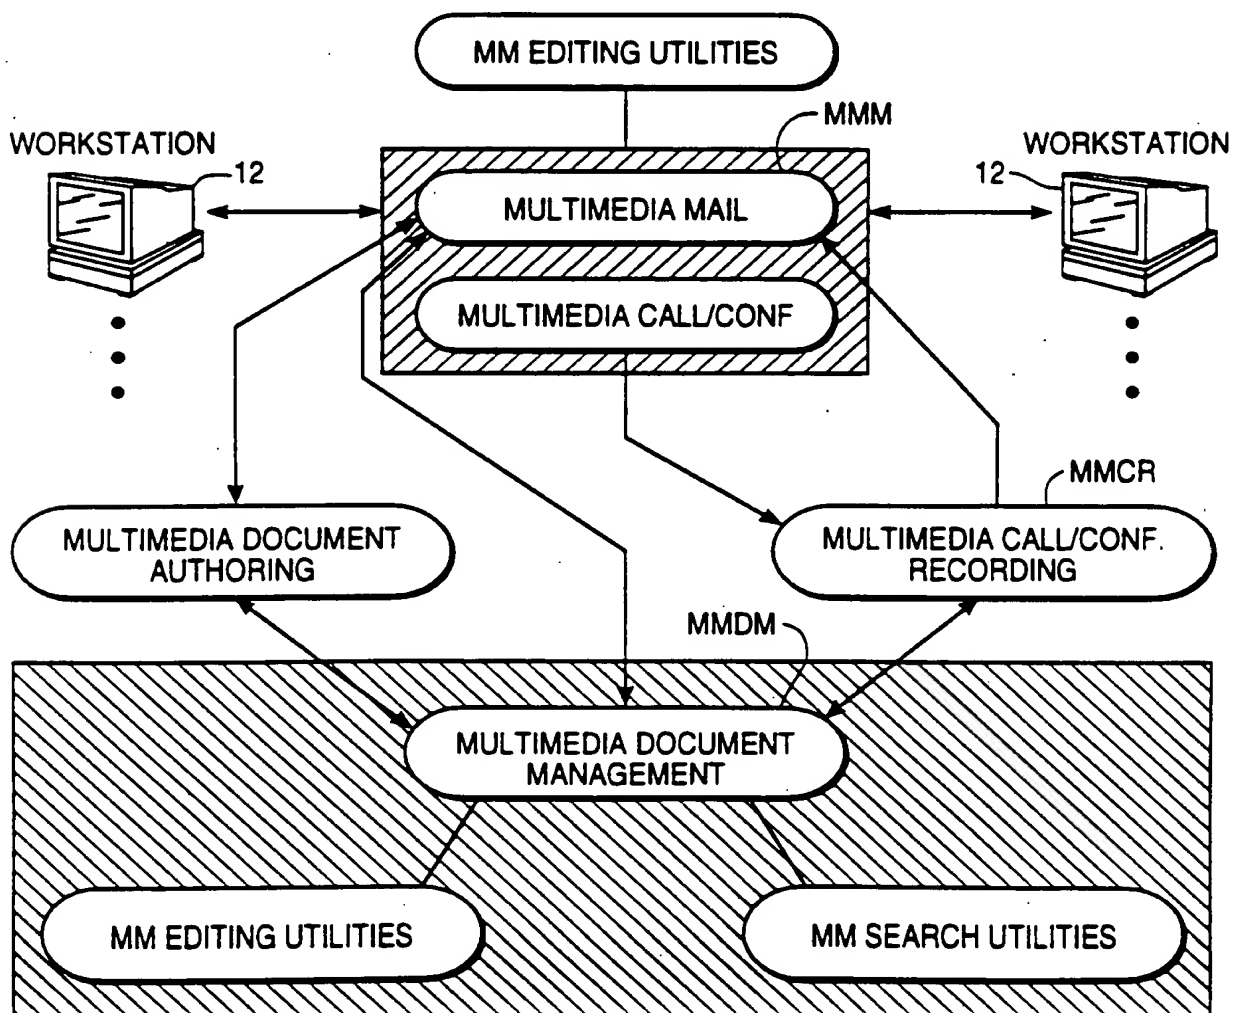 MM EDITING UTILITIES
MMM
WORKSTATION
12
WORKSTATION
12
MULTIMEDIA MAIL
MULTIMEDIA CALL/CONF
MMCR
MULTIMEDIA DOCUMENT
AUTHORING
MULTIMEDIA CALL/CONF.
RECORDING
MMDM
MULTIMEDIA DOCUMENT
MANAGEMENT
MM EDITING UTILITIES
MM SEARCH UTILITIES